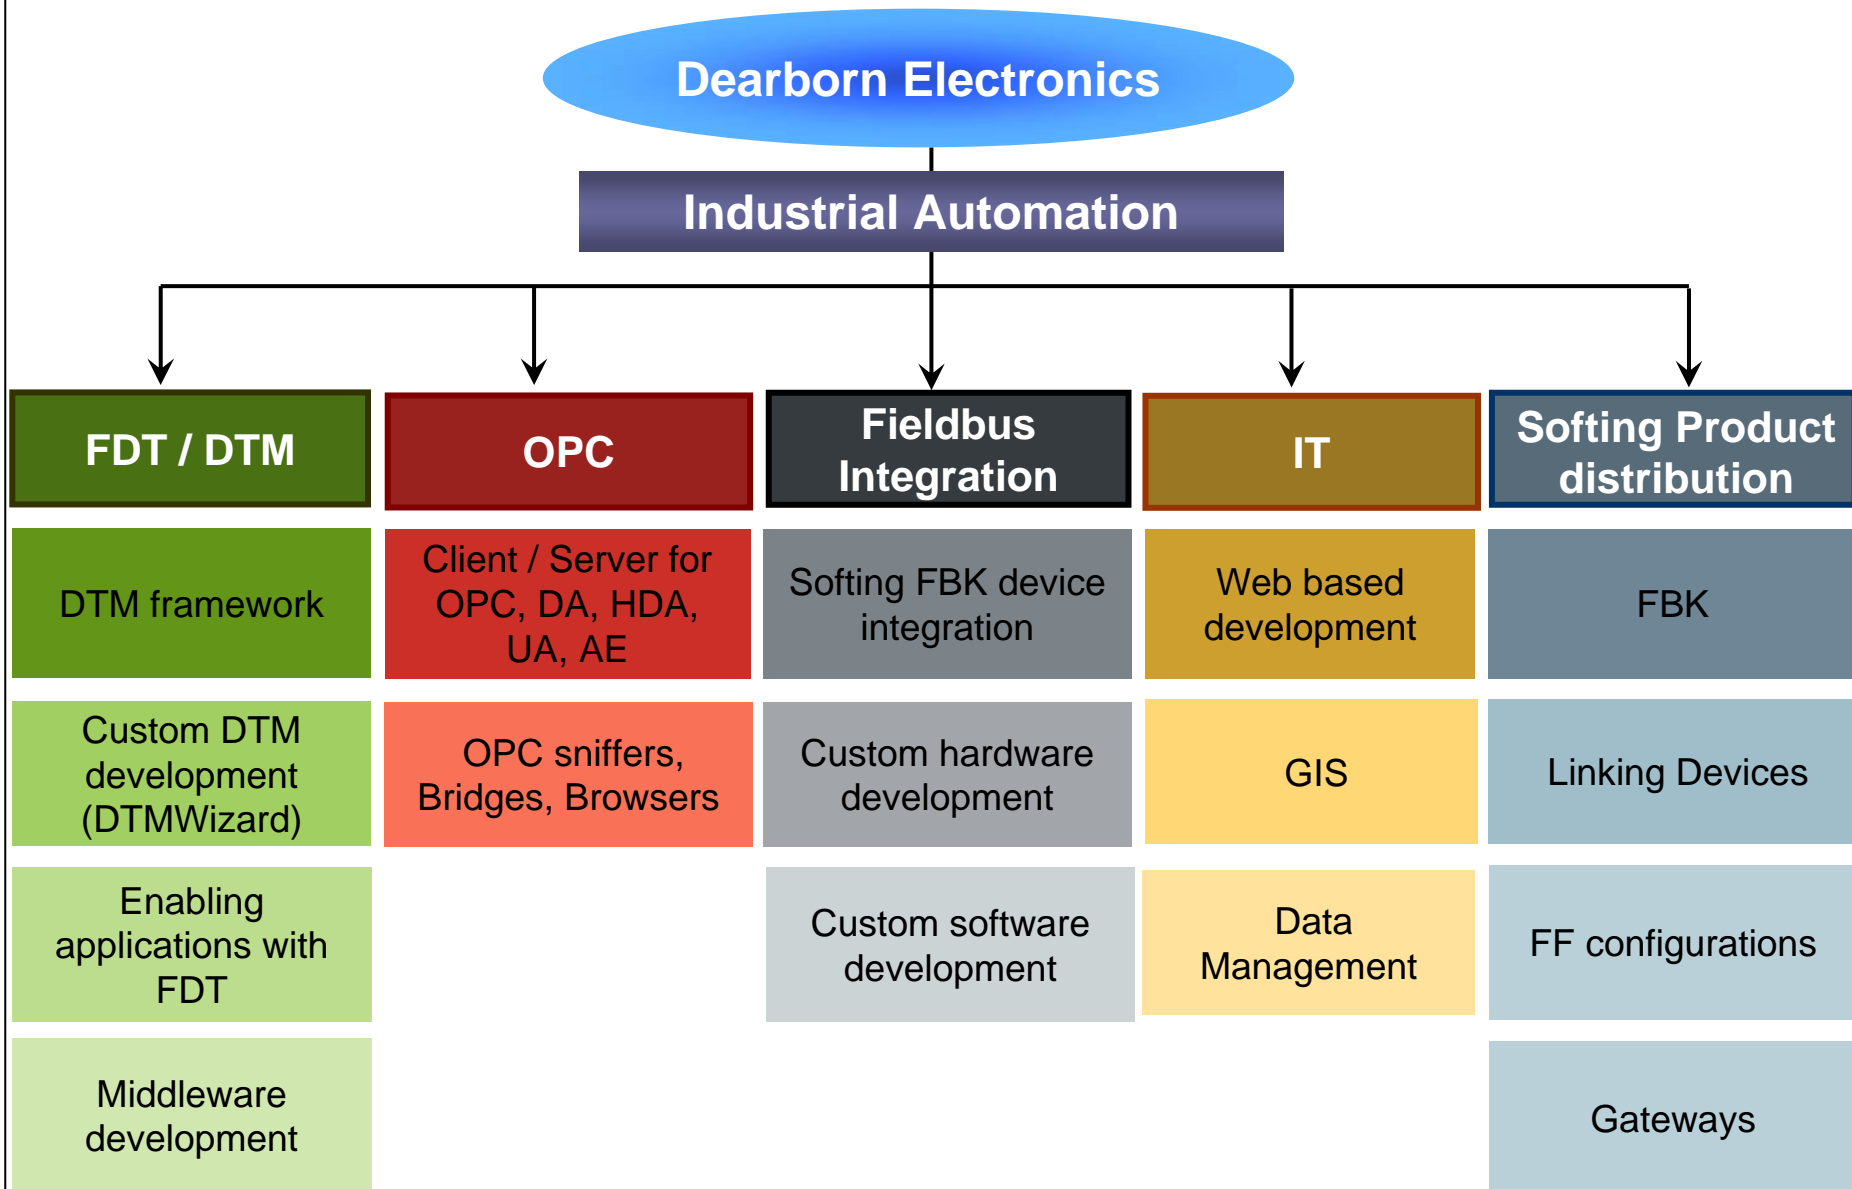 Dearborn Electronics
Industrial Automation
FDT / DTM
OPC
Fieldbus
Integration
IT
Softing Product
distribution
DTM framework
Client / Server for
OPC, DA, HDA,
UA, AE
Softing FBK device
integration
Web based
development
FBK
Custom DTM
development
(DTMWizard)
OPC sniffers,
Bridges, Browsers
Custom hardware
development
GIS
Linking Devices
Enabling
applications with
FDT
Custom software
development
Data
Management
FF configurations
Middleware
development
Gateways